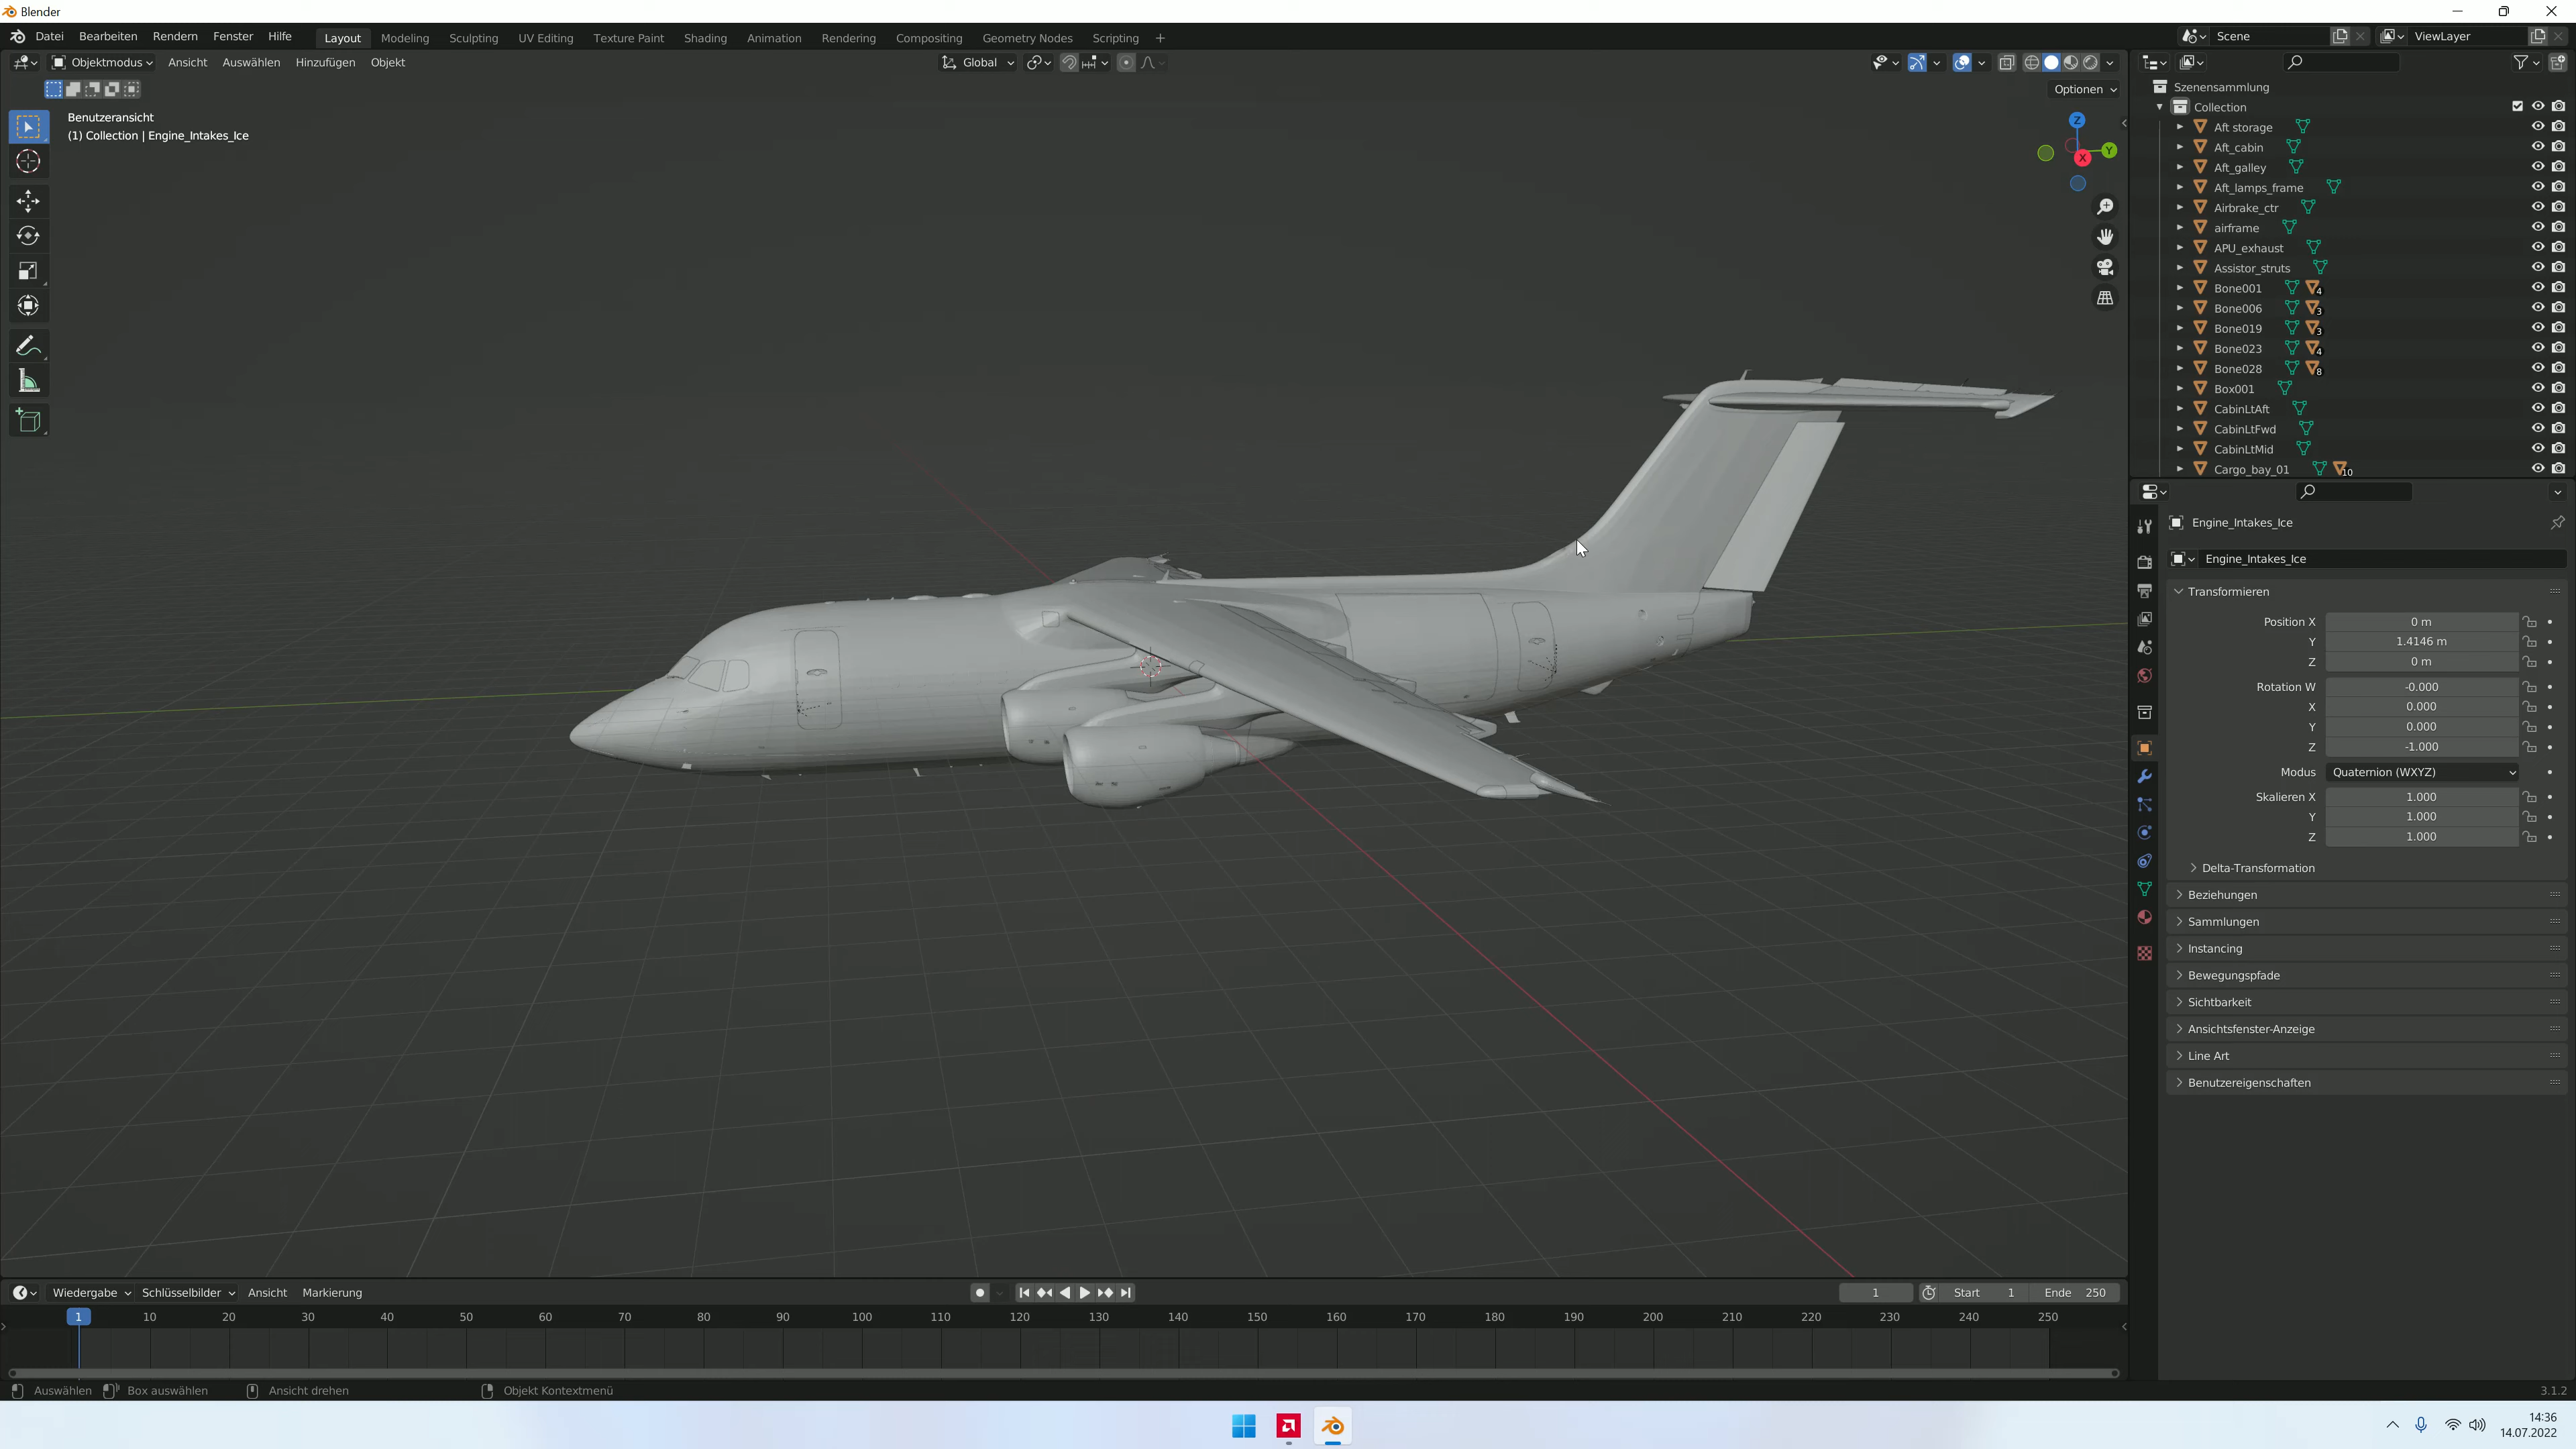 Blender
Datei Bearbeiten Rendern Fenster Hilfe Layout Modeling Sculpting UV Editing Texture Paint Shading Animation Rendering Compositing Geometry Nodes Scripting + Scene ViewLayer
Objektmodus Ansicht Auswählen Hinzufügen Objekt Global
Optionen
Benutzeransicht
(1) Collection | Engine_Intakes_Ice
Z
Y
X
Szenensammlung
Collection
Aft storage
Aft_cabin
Aft_galley
Aft_lamps_frame
Airbrake_ctr
airframe
APU_exhaust
Assistor_struts
Bone001 4
Bone006 3
Bone019 3
Bone023 4
Bone028 8
Box001
CabinLtAft
CabinLtFwd
CabinLtMid
Cargo_bay_01 10
Engine_Intakes_Ice
Engine_Intakes_Ice
Transformieren
Position X 0 m
Y 1.4146 m
Z 0 m
Rotation W -0.000
X 0.000
Y 0.000
Z -1.000
Modus Quaternion (WXYZ)
Skalieren X 1.000
Y 1.000
Z 1.000
Delta-Transformation
Beziehungen
Sammlungen
Instancing
Bewegungspfade
Sichtbarkeit
Ansichtsfenster-Anzeige
Line Art
Benutzereigenschaften
Wiedergabe Schlüsselbilder Ansicht Markierung 1 Start 1 Ende 250
1 10 20 30 40 50 60 70 80 90 100 110 120 130 140 150 160 170 180 190 200 210 220 230 240 250
Auswählen Box auswählen Ansicht drehen Objekt Kontextmenü 3.1.2
14:36
14.07.2022